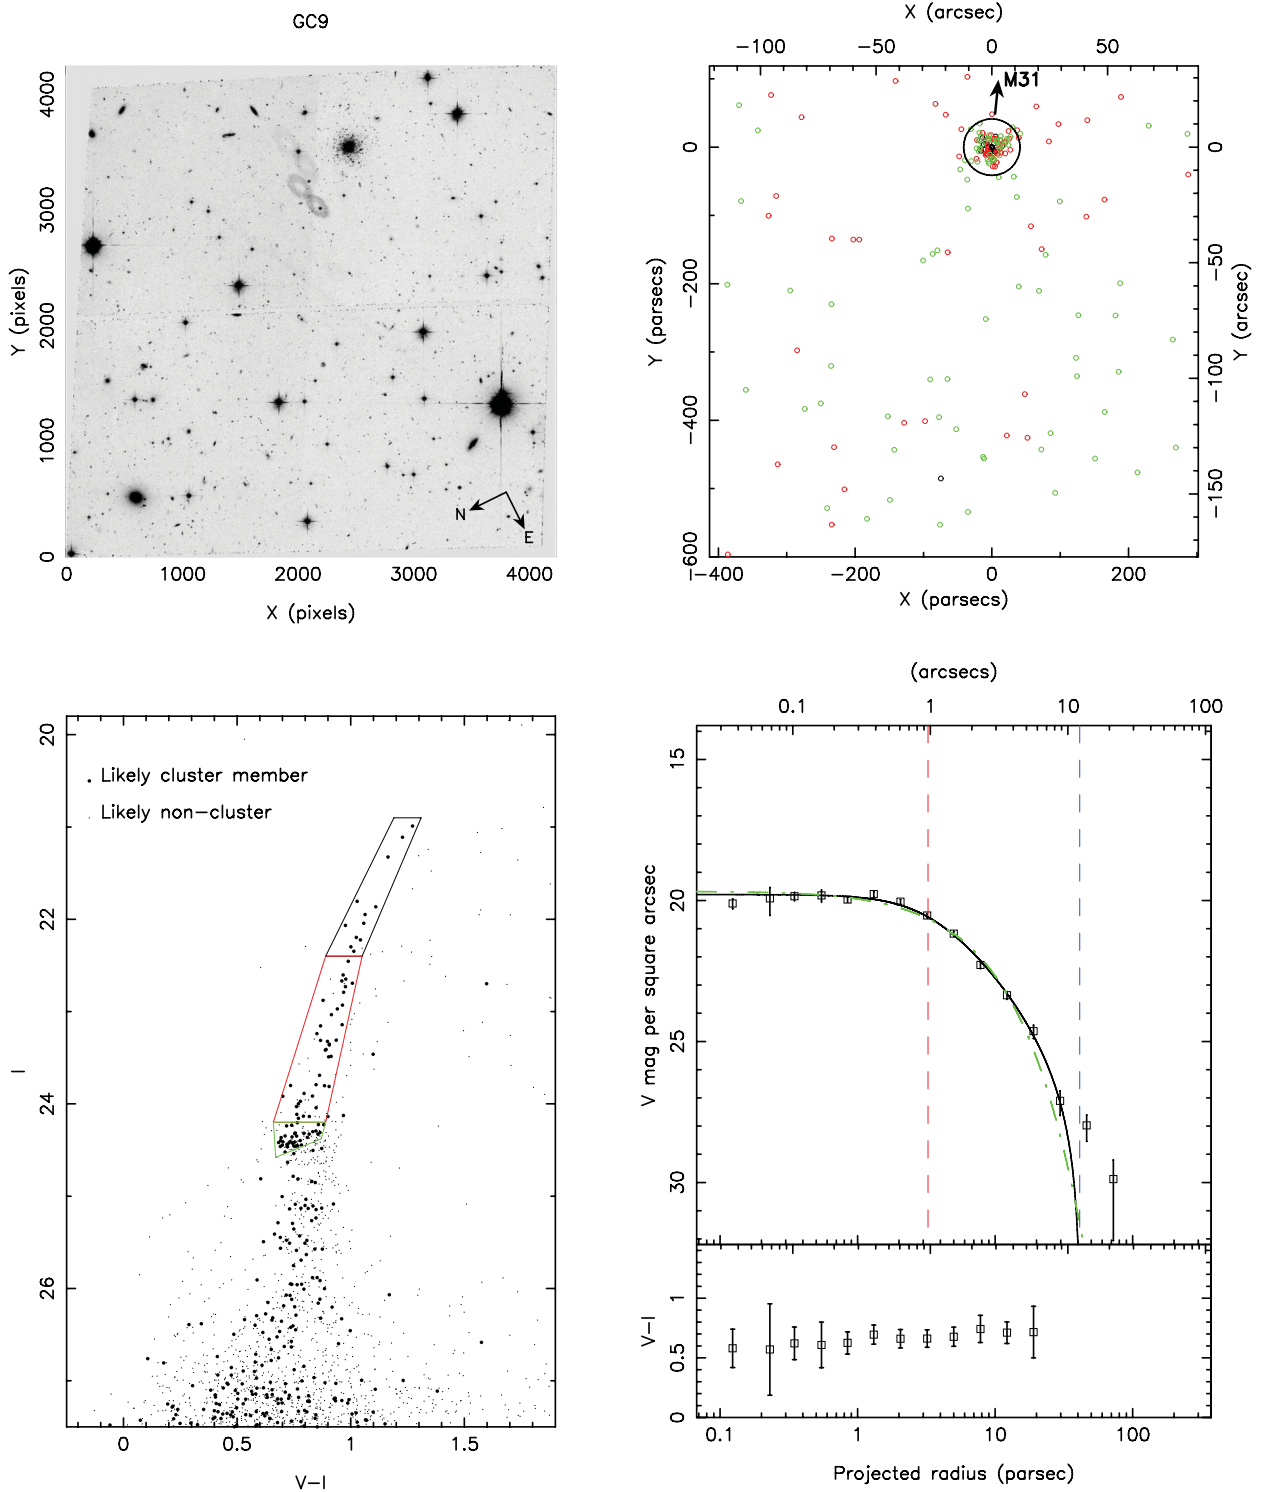 GC9
4000
3000
2000
1000
0
Y (pixels)
N
E
0 1000 2000 3000 4000
X (pixels)
X (arcsec)
−100 −50 0 50
M31
0
−200
−400
−600
Y (parsecs)
0
−50
−100
−150
Y (arcsec)
−400 −200 0 200
X (parsecs)
20
22
24
26
I
Likely cluster member
Likely non−cluster
0 0.5 1 1.5
V−I
(arcsecs)
0.1 1 10 100
15
20
25
30
V mag per square arcsec
1
0.5
0
V−I
0.1 1 10 100
Projected radius (parsec)